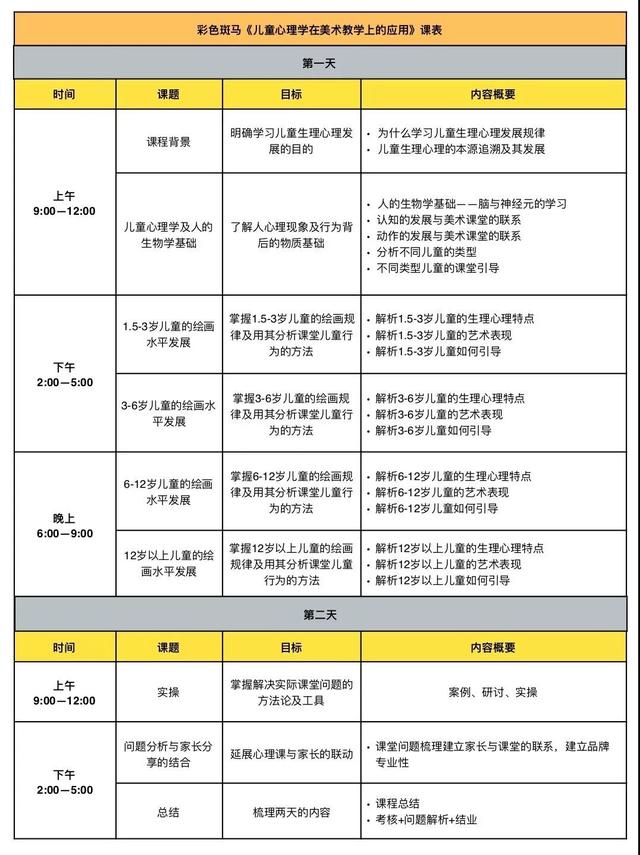 彩色斑马《儿童心理学在美术教学上的应用》课表
第一天
时间 课题 目标 内容概要
上午
9:00—12:00
课程背景
明确学习儿童生理心理发
展的目的
• 为什么学习儿童生理心理发展规律
• 儿童生理心理的本源追溯及其发展
儿童心理学及人的
生物学基础
了解人心理现象及行为背
后的物质基础
• 人的生物学基础——脑与神经元的学习
• 认知的发展与美术课堂的联系
• 动作的发展与美术课堂的联系
• 分析不同儿童的类型
• 不同类型儿童的课堂引导
下午
2:00—5:00
1.5-3岁儿童的绘画
水平发展
掌握1.5-3岁儿童的绘画规
律及用其分析课堂儿童行
为的方法
• 解析1.5-3岁儿童的生理心理特点
• 解析1.5-3岁儿童的艺术表现
• 解析1.5-3岁儿童如何引导
3-6岁儿童的绘画水
平发展
掌握3-6岁儿童的绘画规
律及用其分析课堂儿童行
为的方法
• 解析3-6岁儿童的生理心理特点
• 解析3-6岁儿童的艺术表现
• 解析3-6岁儿童如何引导
晚上
6:00—9:00
6-12岁儿童的绘画
水平发展
掌握6-12岁儿童的绘画规
律及用其分析课堂儿童行
为的方法
• 解析6-12岁儿童的生理心理特点
• 解析6-12岁儿童的艺术表现
• 解析6-12岁儿童如何引导
12岁以上儿童的绘
画水平发展
掌握12岁以上儿童的绘画
规律及用其分析课堂儿童
行为的方法
• 解析12岁以上儿童的生理心理特点
• 解析12岁以上儿童的艺术表现
• 解析12岁以上儿童如何引导
第二天
时间 课题 目标 内容概要
上午
9:00—12:00
实操
掌握解决实际课堂问题的
方法论及工具
案例、研讨、实操
下午
2:00—5:00
问题分析与家长分
享的结合
延展心理课与家长的联动
• 课堂问题梳理建立家长与课堂的联系，建立品牌
专业性
总结
梳理两天的内容
• 课程总结
• 考核+问题解析+结业